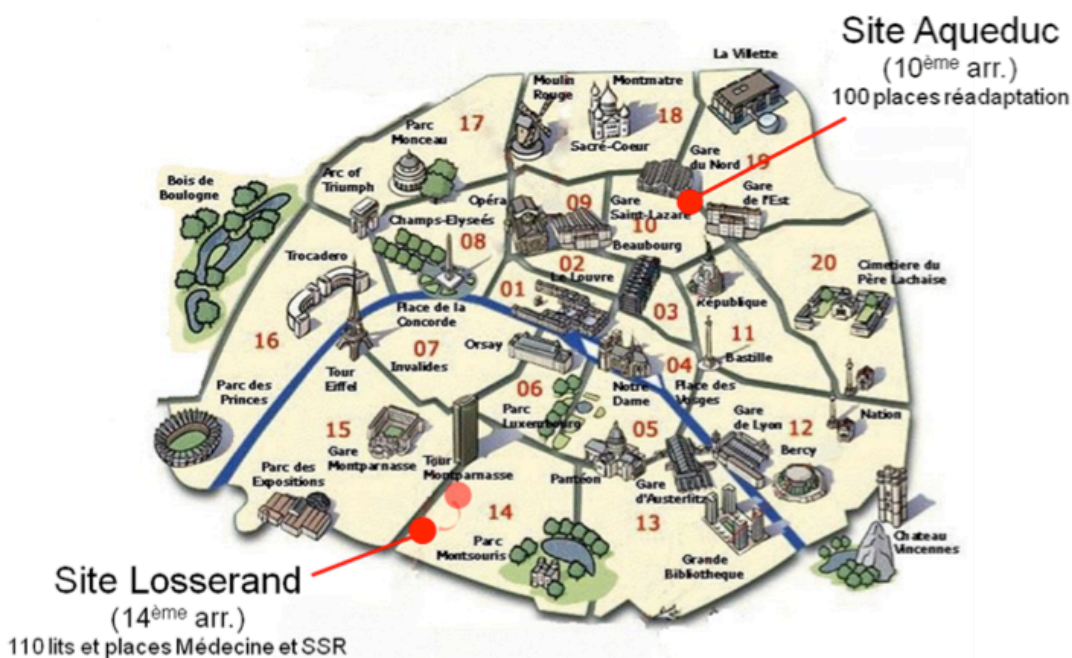 Site Aqueduc
(10ème arr.)
100 places réadaptation
La Villette
Moulin
Rouge
Montmatre
18
Sacré-Coeur
17
Parc
Monceau
Gare
du Nord
19
Gare
de l'Est
Bois de
Boulogne
Arc of
Triumph
Opéra
09
Gare
Saint-Lazare
10
Beaubourg
Champs-Elyseés
08
02
Le Louvre
01
Trocadero
20
Cimetiere du
Père Lachaise
République
03
Place de la
Concorde
16
07
Invalides
Orsay
11
Bastille
04
Tour
Eiffel
Notre
Dame
Place des
Vosges
06
Parc
Luxembourg
Parc des
Princes
Gare
de Lyon
12
Nation
Bercy
15
Gare
Montparnasse
05
Tour
Montparnasse
Pantéon
Gare
d'Austerlitz
Parc des
Expositions
14
13
Parc
Montsouris
Grande
Bibliotheque
Chateau
Vincennes
Site Losserand
(14ème arr.)
110 lits et places Médecine et SSR